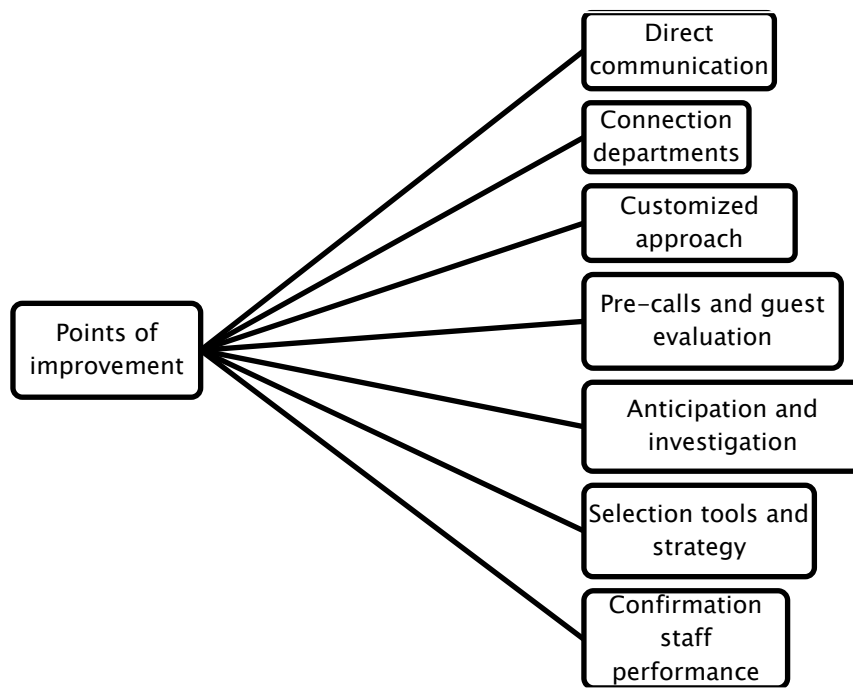 Direct
communication
Connection
departments
Customized
approach
Pre-calls and guest
evaluation
Points of
improvement
Anticipation and
investigation
Selection tools and
strategy
Confirmation
staff
performance